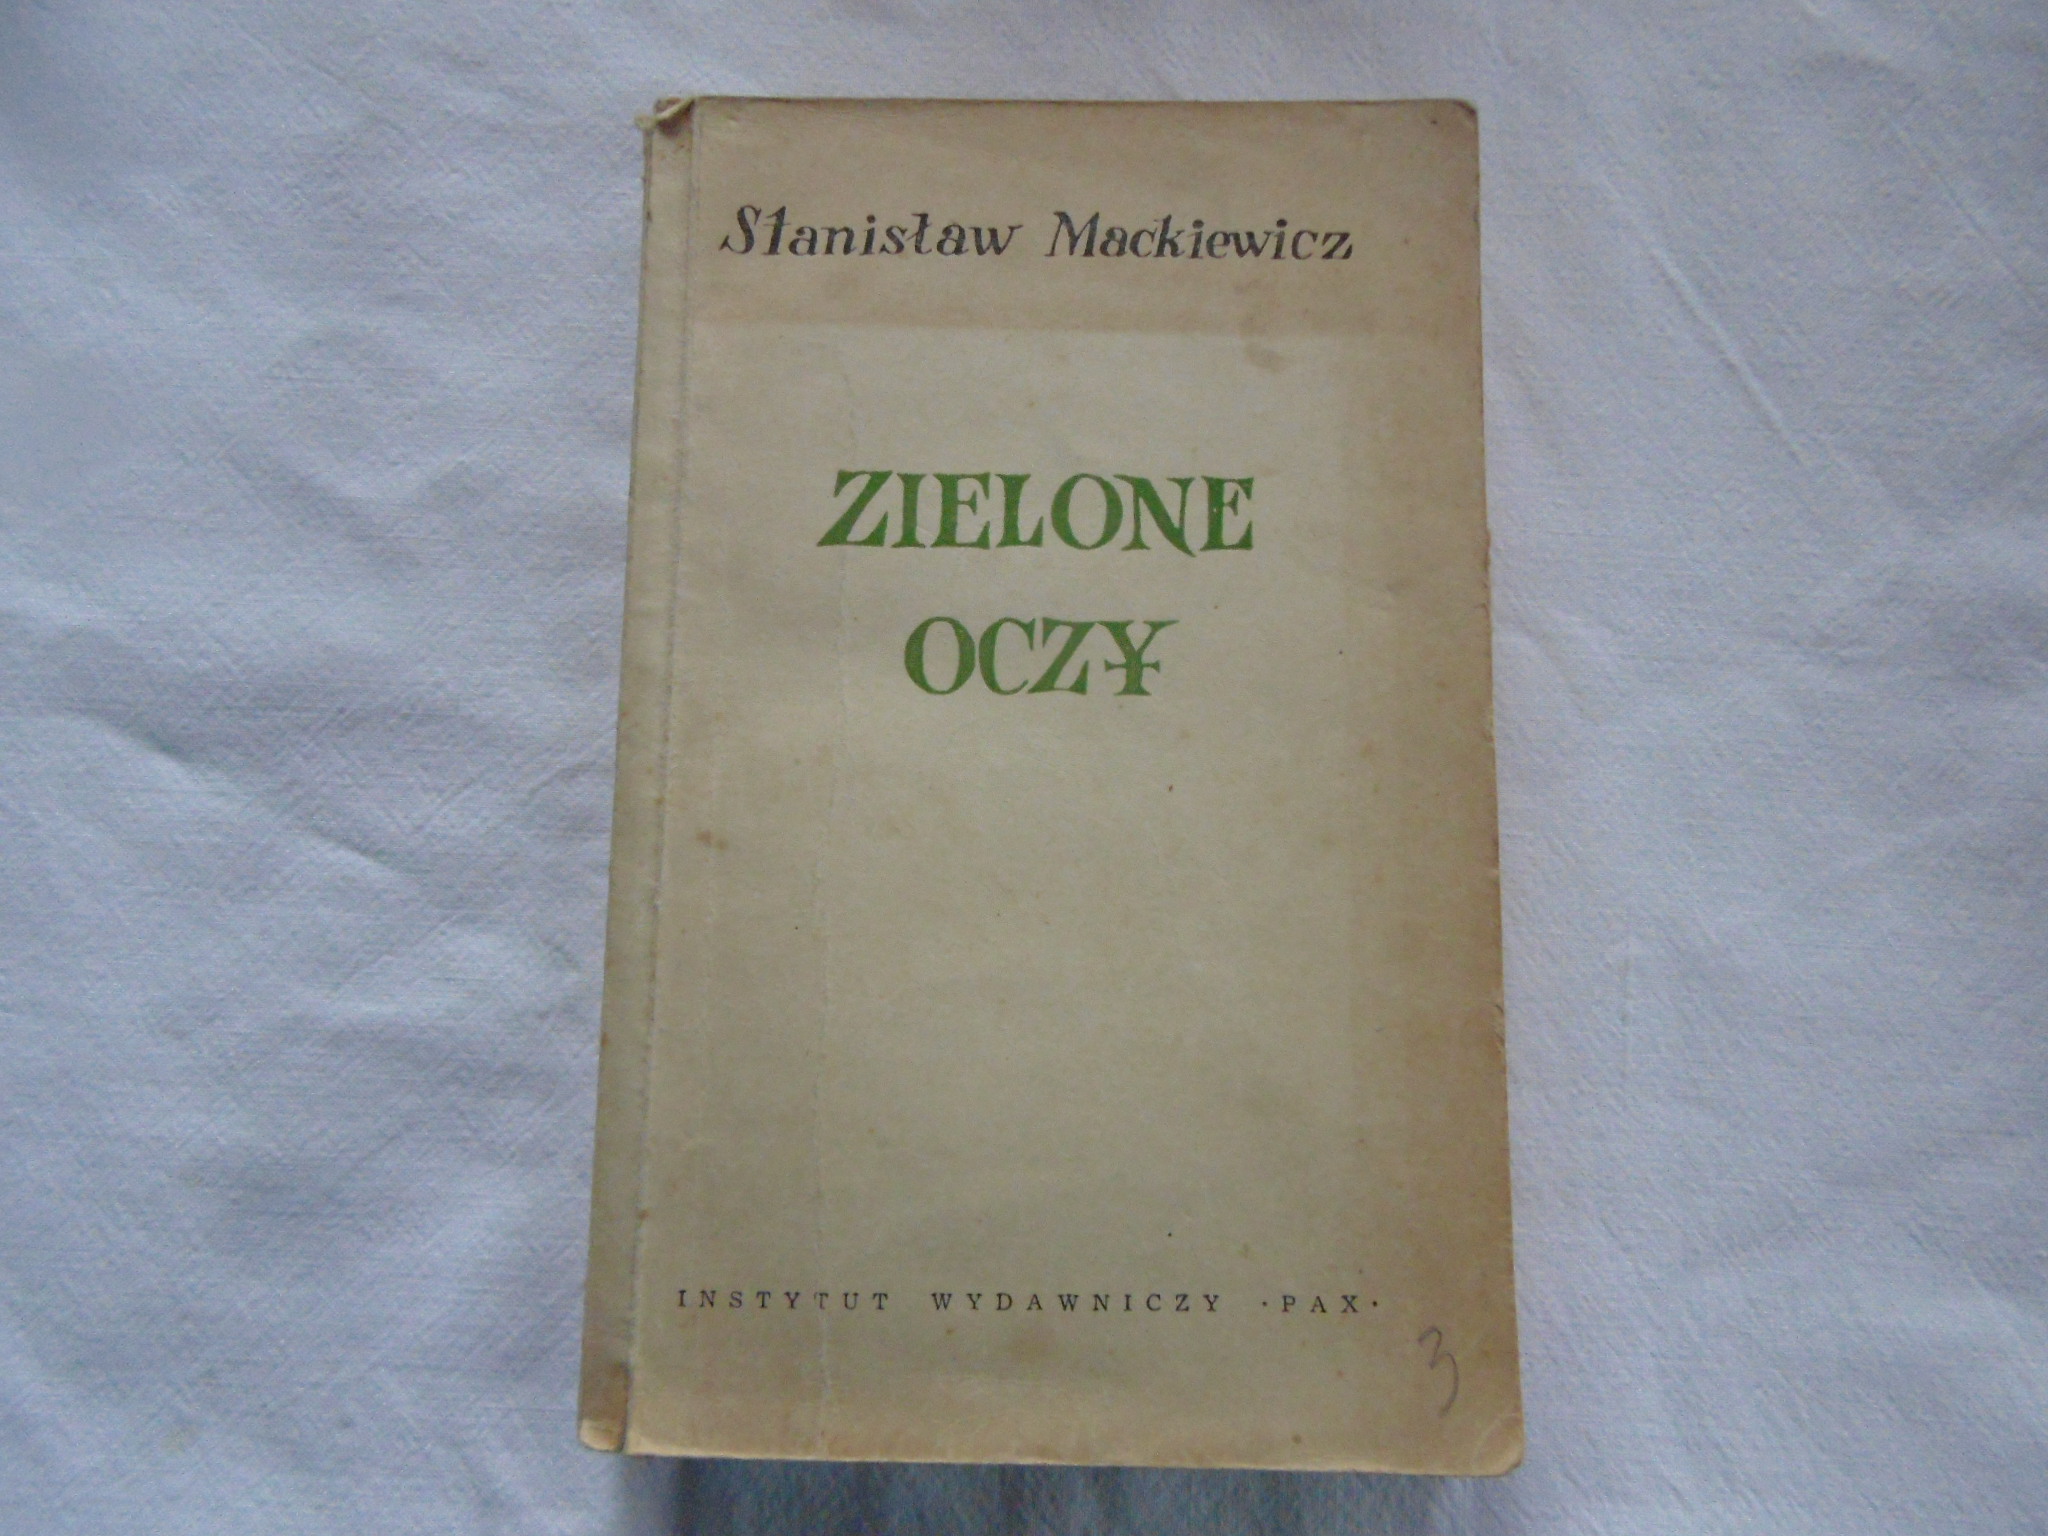 Stanisław Mackiewicz
ZIELONE
OCZY
INSTYTUT WYDAWNICZY ·PAX·
3